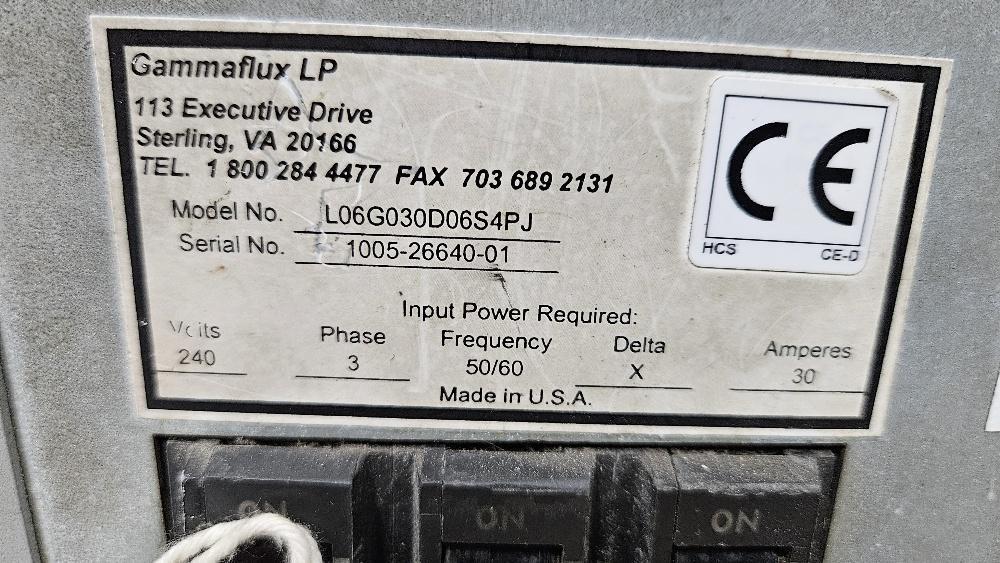 Gammaflux LP
113 Executive Drive
Sterling, VA 20166
TEL. 1 800 284 4477 FAX 703 689 2131
Model No. L06G030D06S4PJ
Serial No. 1005-26640-01
CE
HCS CE-D
Input Power Required:
Volts Phase Frequency Delta Amperes
240 3 50/60 X 30
Made in U.S.A.
ON ON ON